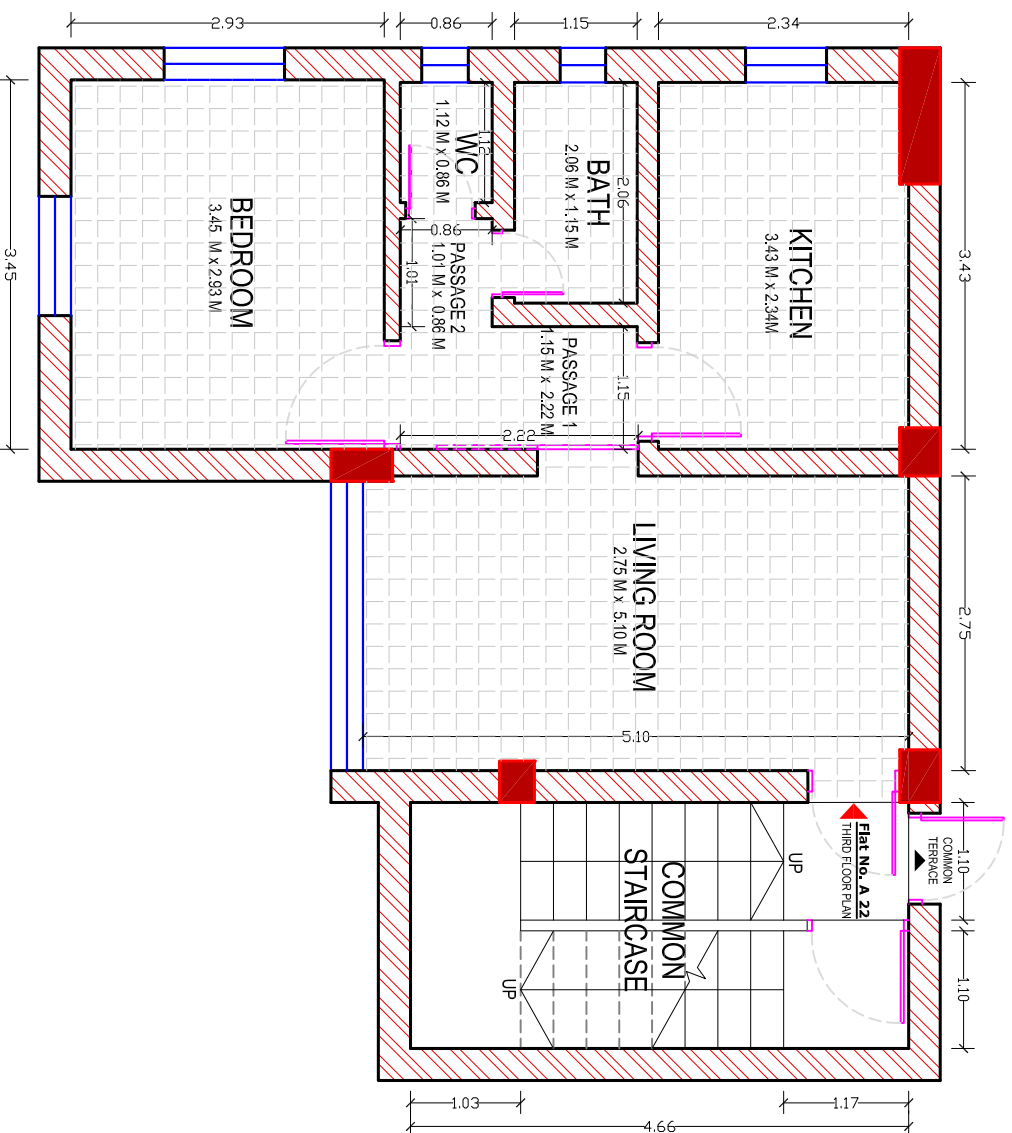 2.93
0.86
1.15
2.34
3.45
3.43
2.75
1.10
1.10
BEDROOM
3.45 M x 2.93 M
WC
1.12 M x 0.86 M
1.12
BATH
2.06 M x 1.15 M
2.06
KITCHEN
3.43 M x 2.34M
0.86
1.01
PASSAGE 2
1.01 M x 0.86 M
PASSAGE 1
1.15 M x 2.22 M
1.15
2.22
LIVING ROOM
2.75 M x 5.10 M
5.10
Flat No. A 22
THIRD FLOOR PLAN
COMMON
TERRACE
UP
COMMON
STAIRCASE
UP
1.03
1.17
4.66